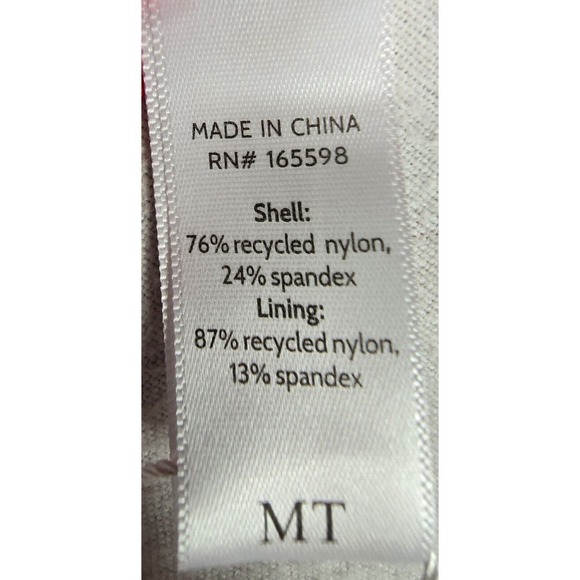 MADE IN CHINA
RN# 165598
Shell:
76% recycled nylon,
24% spandex
Lining:
87% recycled nylon,
13% spandex
MT